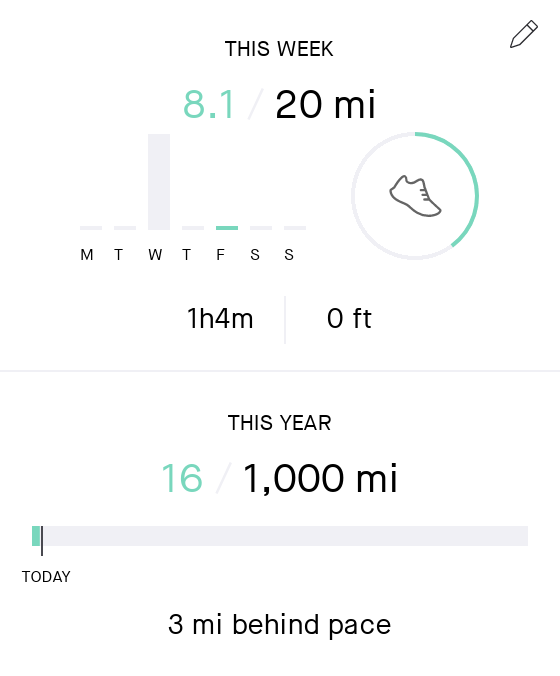 THIS WEEK
8.1 / 20 mi
M T W T F S S
1h4m 0 ft
THIS YEAR
16 / 1,000 mi
TODAY
3 mi behind pace